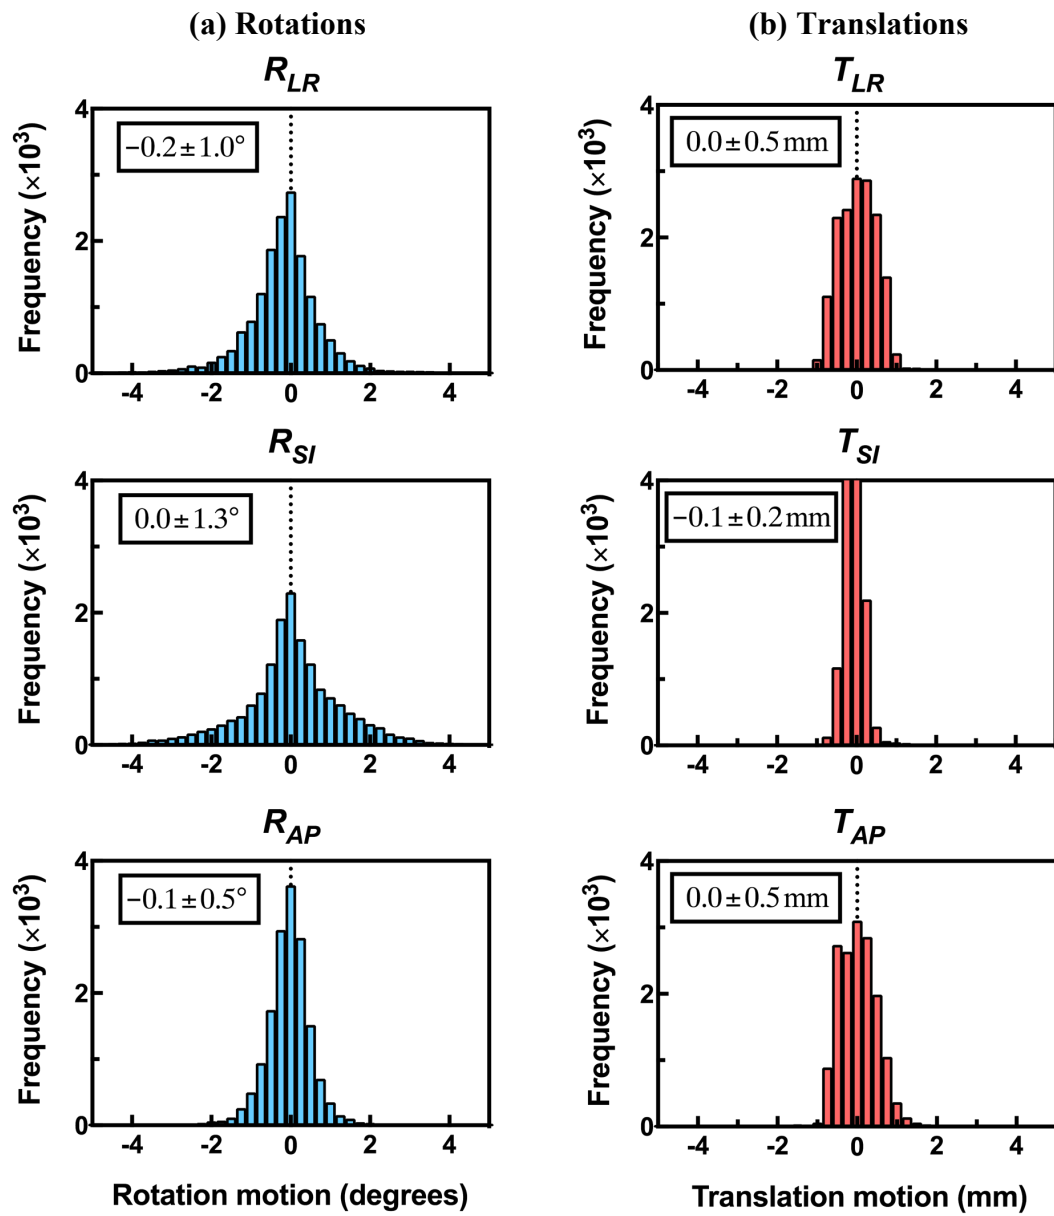 (a) Rotations
R_LR
Frequency (×10³)
4
2
0
−0.2±1.0°
-4 -2 0 2 4
R_SI
Frequency (×10³)
4
2
0
0.0±1.3°
-4 -2 0 2 4
R_AP
Frequency (×10³)
4
2
0
−0.1±0.5°
-4 -2 0 2 4
Rotation motion (degrees)
(b) Translations
T_LR
Frequency (×10³)
4
2
0
0.0±0.5 mm
-4 -2 0 2 4
T_SI
Frequency (×10³)
4
2
0
−0.1±0.2 mm
-4 -2 0 2 4
T_AP
Frequency (×10³)
4
2
0
0.0±0.5 mm
-4 -2 0 2 4
Translation motion (mm)